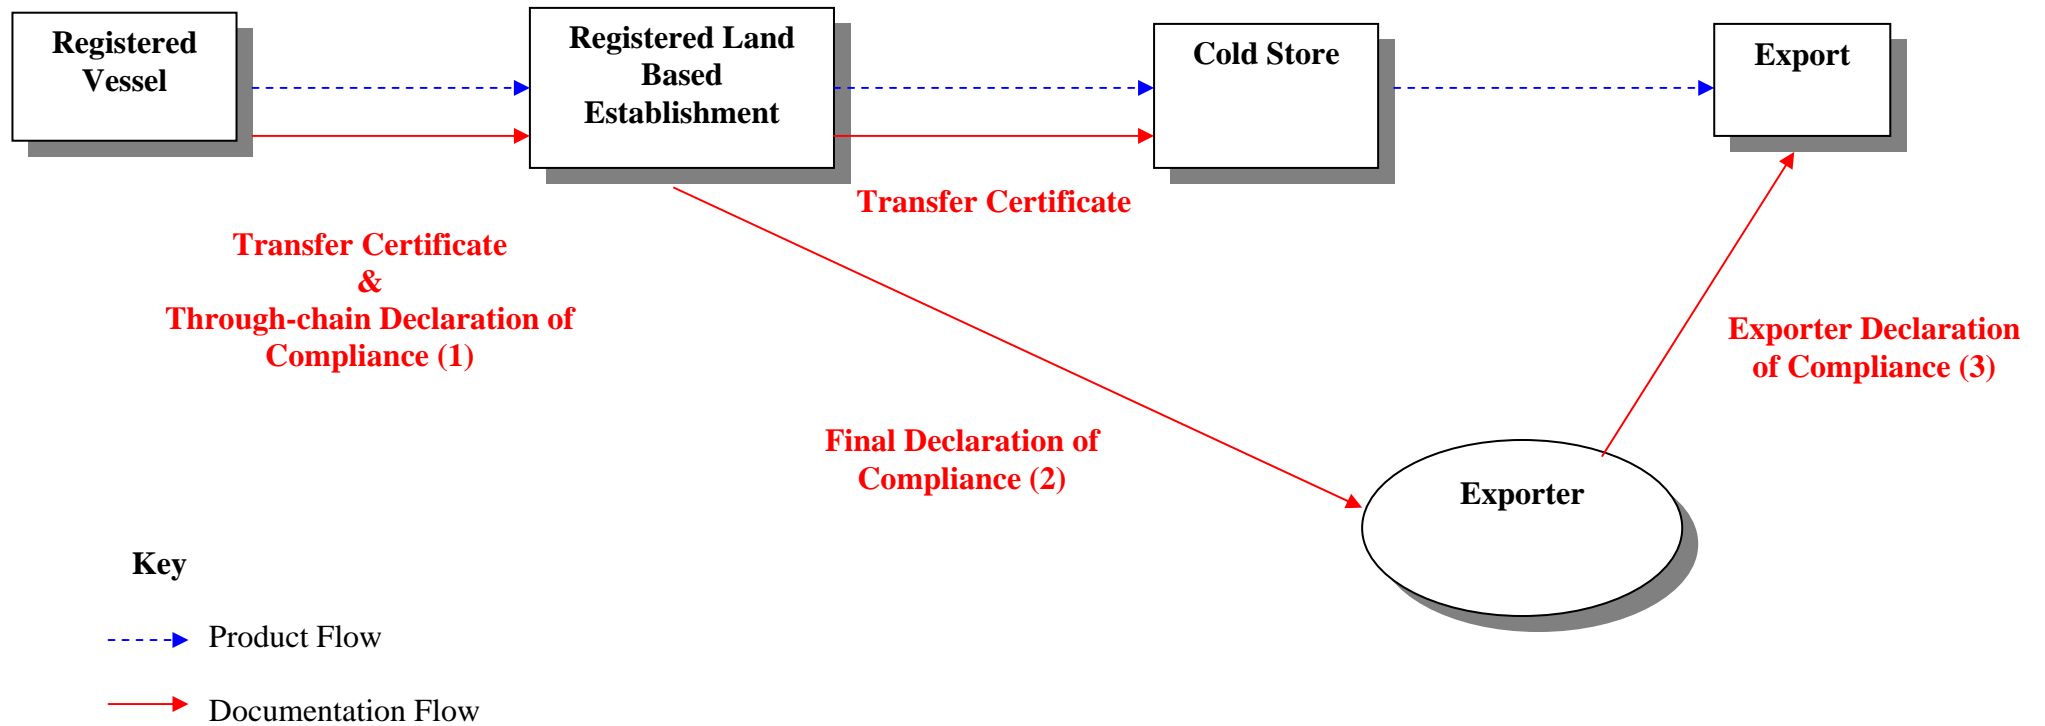 Registered
Vessel
Registered Land
Based
Establishment
Cold Store
Export
Transfer Certificate
Transfer Certificate
&
Through-chain Declaration of
Compliance (1)
Exporter Declaration
of Compliance (3)
Final Declaration of
Compliance (2)
Exporter
Key
Product Flow
Documentation Flow